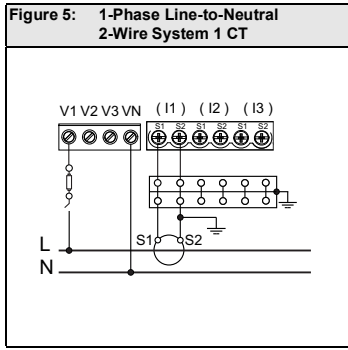 Figure 5: 1-Phase Line-to-Neutral
2-Wire System 1 CT
V1 V2 V3 VN ( I1 ) ( I2 ) ( I3 )
S1 S2 S1 S2 S1 S2
S1 S2
L
N